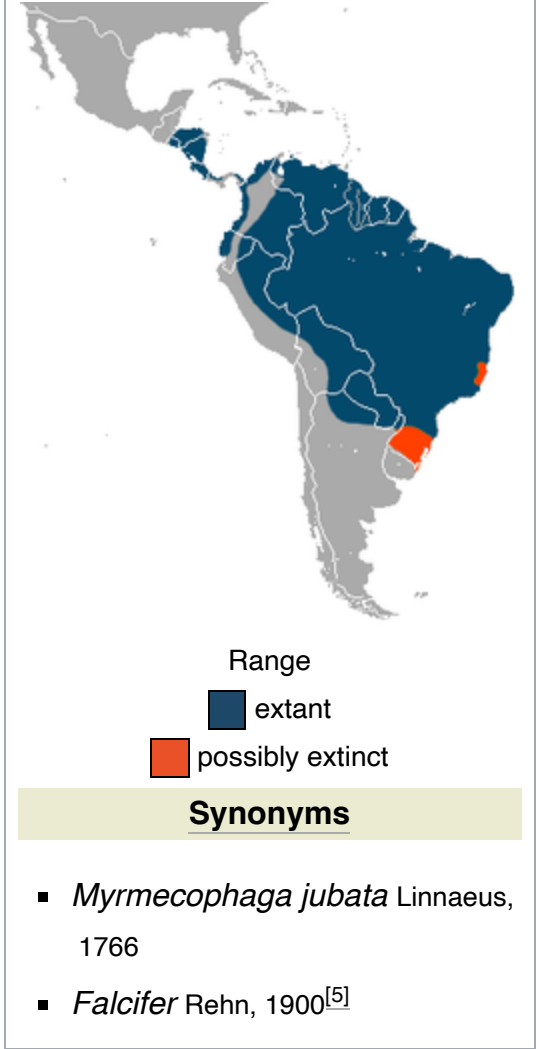 Range
extant
possibly extinct
Synonyms
Myrmecophaga jubata Linnaeus,
1766
Falcifer Rehn, 1900[5]